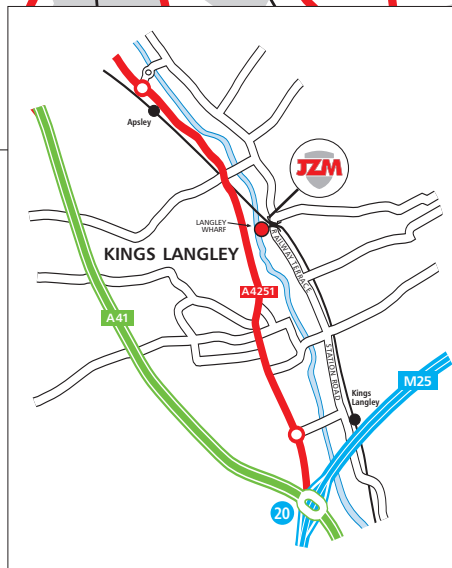 Apsley
JZM
LANGLEY
WHARF
RAILWAY TERRACE
KINGS LANGLEY
A4251
A41
STATION ROAD
M25
Kings
Langley
20